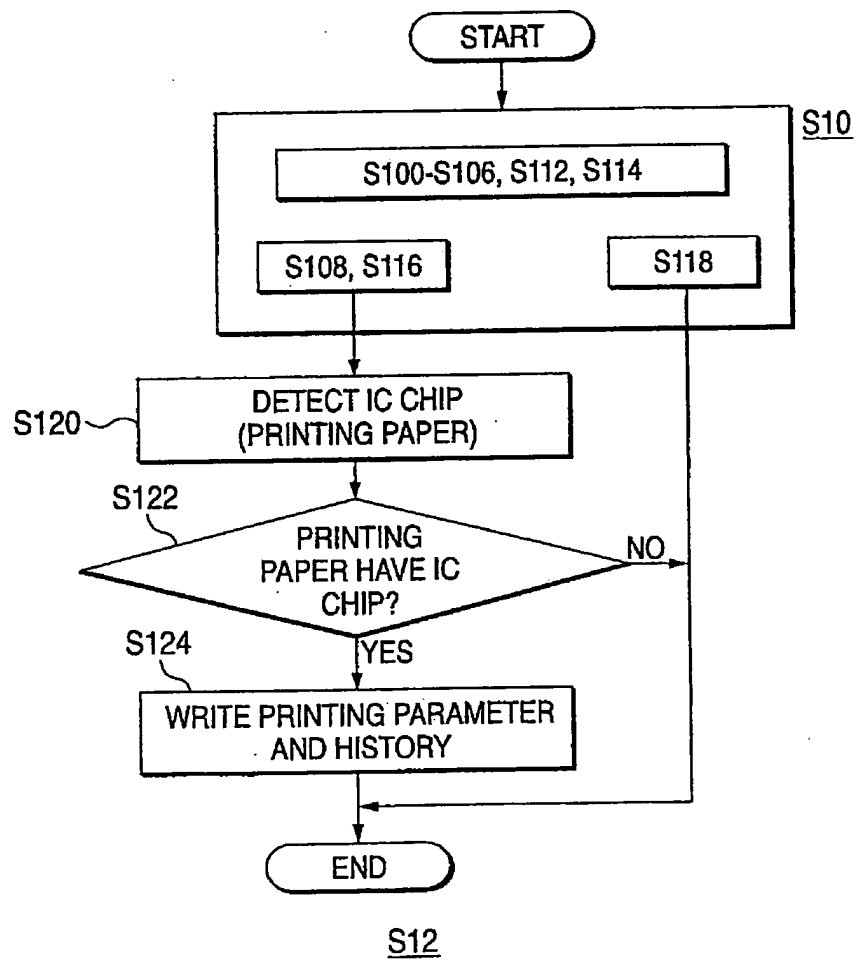 START
S10
S100-S106, S112, S114
S108, S116
S118
S120
DETECT IC CHIP
(PRINTING PAPER)
S122
PRINTING
PAPER HAVE IC
CHIP?
NO
YES
S124
WRITE PRINTING PARAMETER
AND HISTORY
END
S12